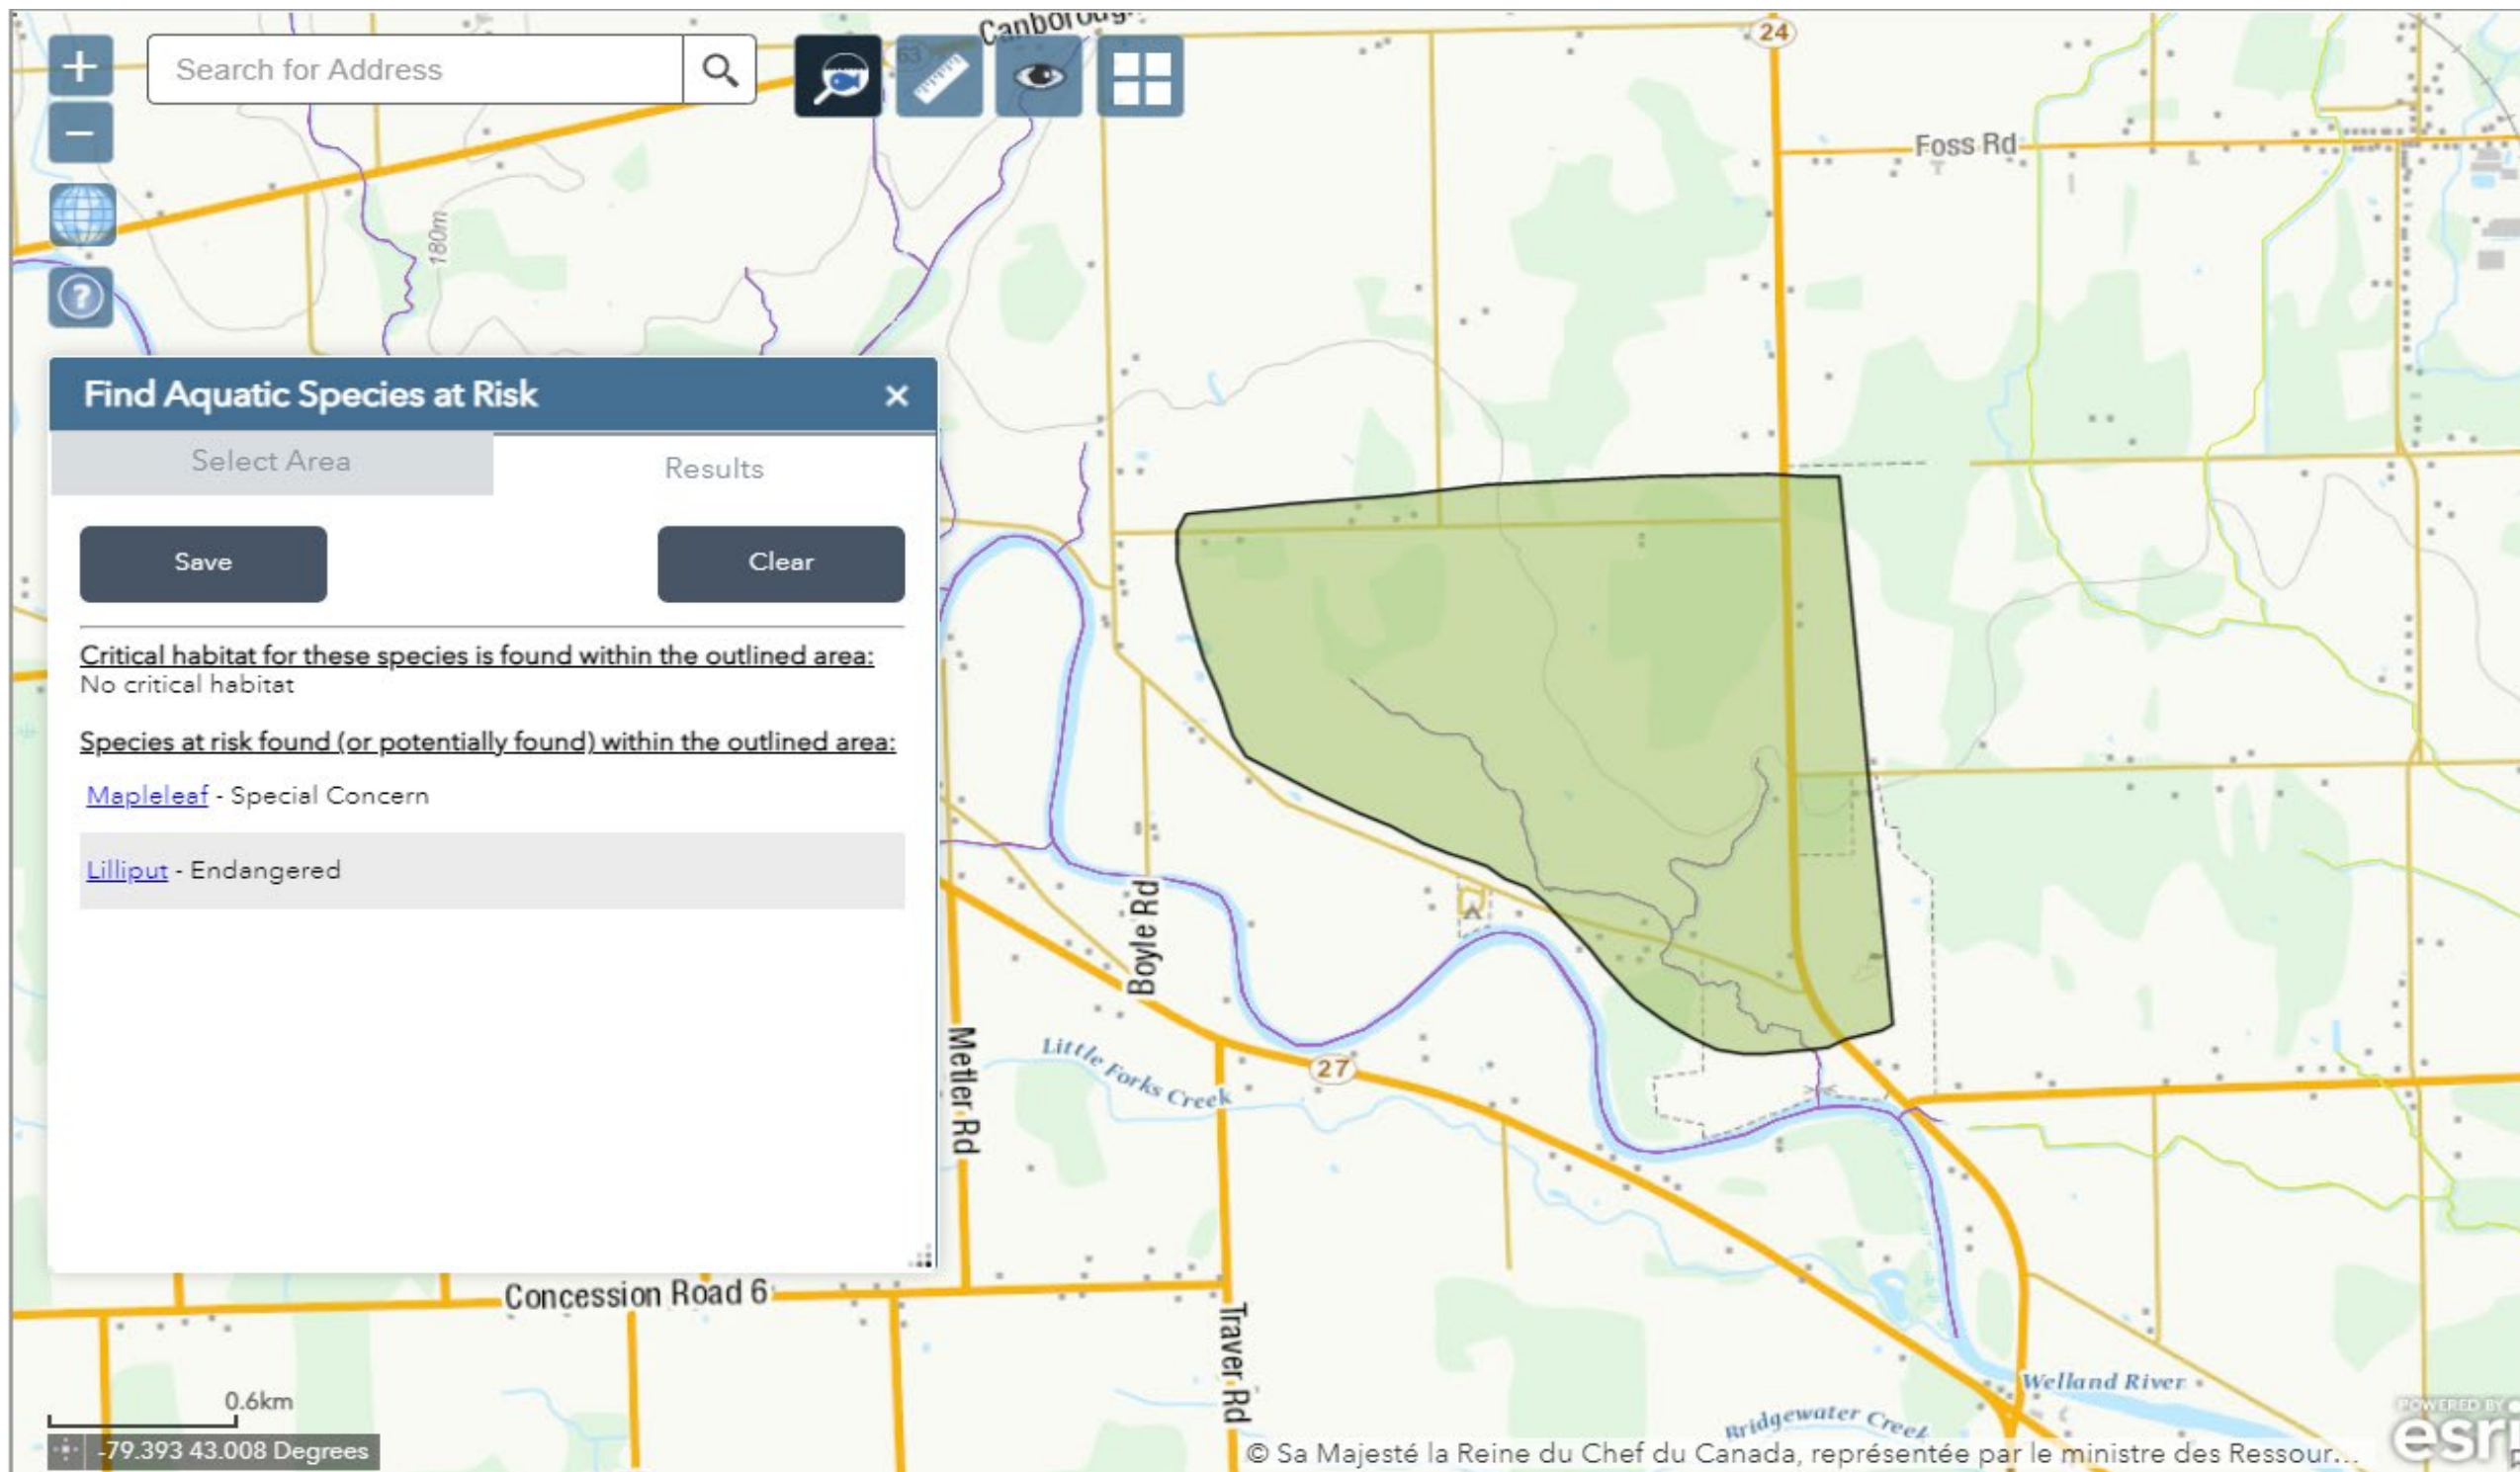 Search for Address
63
Canborough
24
Foss Rd
180m
Find Aquatic Species at Risk
Select Area
Results
Save
Clear
Critical habitat for these species is found within the outlined area:
No critical habitat
Species at risk found (or potentially found) within the outlined area:
Mapleleaf - Special Concern
Lilliput - Endangered
Boyle Rd
Metler Rd
Little Forks Creek
27
Concession Road 6
Traver Rd
Welland River
Bridgewater Creek
0.6km
-79.393 43.008 Degrees
© Sa Majesté la Reine du Chef du Canada, représentée par le ministre des Ressour...
POWERED BY
esri